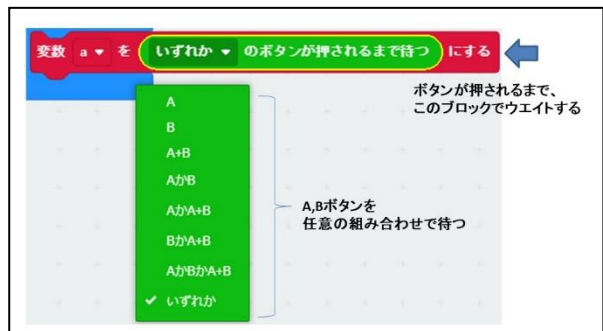 変数 a を いずれか のボタンが押されるまで待つ にする
ボタンが押されるまで、
このブロックでウエイトする
A
B
A+B
AかB
AかA+B
BかA+B
AかBかA+B
いずれか
A,Bボタンを
任意の組み合わせで待つ